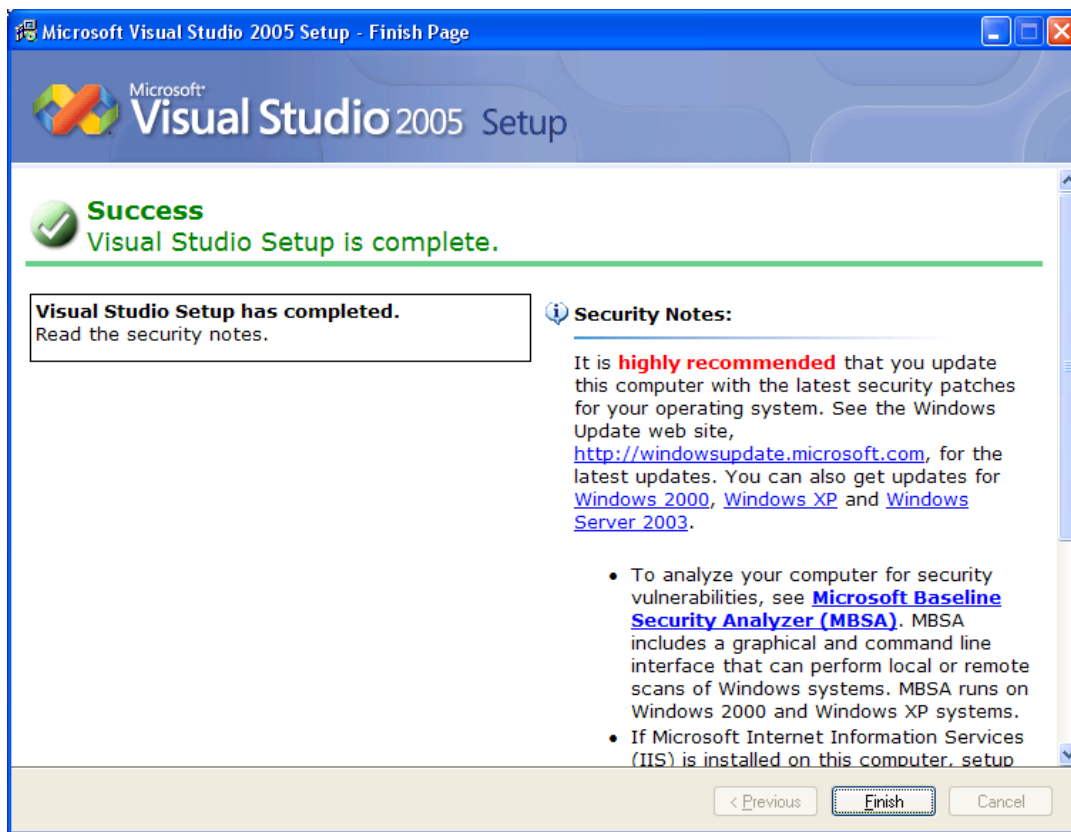 Microsoft Visual Studio 2005 Setup - Finish Page
Microsoft
Visual Studio 2005 Setup
Success
Visual Studio Setup is complete.
Visual Studio Setup has completed.
Read the security notes.
Security Notes:
It is highly recommended that you update
this computer with the latest security patches
for your operating system. See the Windows
Update web site,
http://windowsupdate.microsoft.com, for the
latest updates. You can also get updates for
Windows 2000, Windows XP and Windows
Server 2003.
• To analyze your computer for security
vulnerabilities, see Microsoft Baseline
Security Analyzer (MBSA). MBSA
includes a graphical and command line
interface that can perform local or remote
scans of Windows systems. MBSA runs on
Windows 2000 and Windows XP systems.
• If Microsoft Internet Information Services
(IIS) is installed on this computer, setup
< Previous
Finish
Cancel